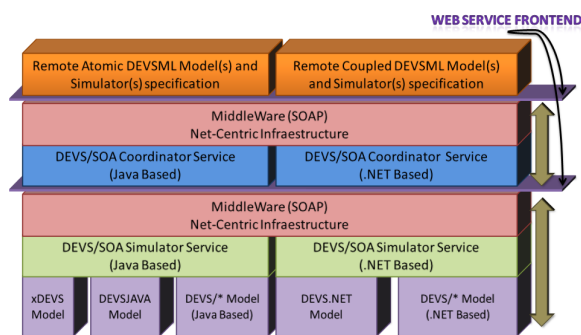 WEB SERVICE FRONTEND
Remote Atomic DEVSML Model(s) and
Simulator(s) specification
Remote Coupled DEVSML Model(s)
and Simulator(s) specification
MiddleWare (SOAP)
Net-Centric Infraestructure
DEVS/SOA Coordinator Service
(Java Based)
DEVS/SOA Coordinator Service
(.NET Based)
MiddleWare (SOAP)
Net-Centric Infraestructure
DEVS/SOA Simulator Service
(Java Based)
DEVS/SOA Simulator Service
(.NET Based)
xDEVS
Model
DEVSJAVA
Model
DEVS/* Model
(Java Based)
DEVS.NET
Model
DEVS/* Model
(.NET Based)